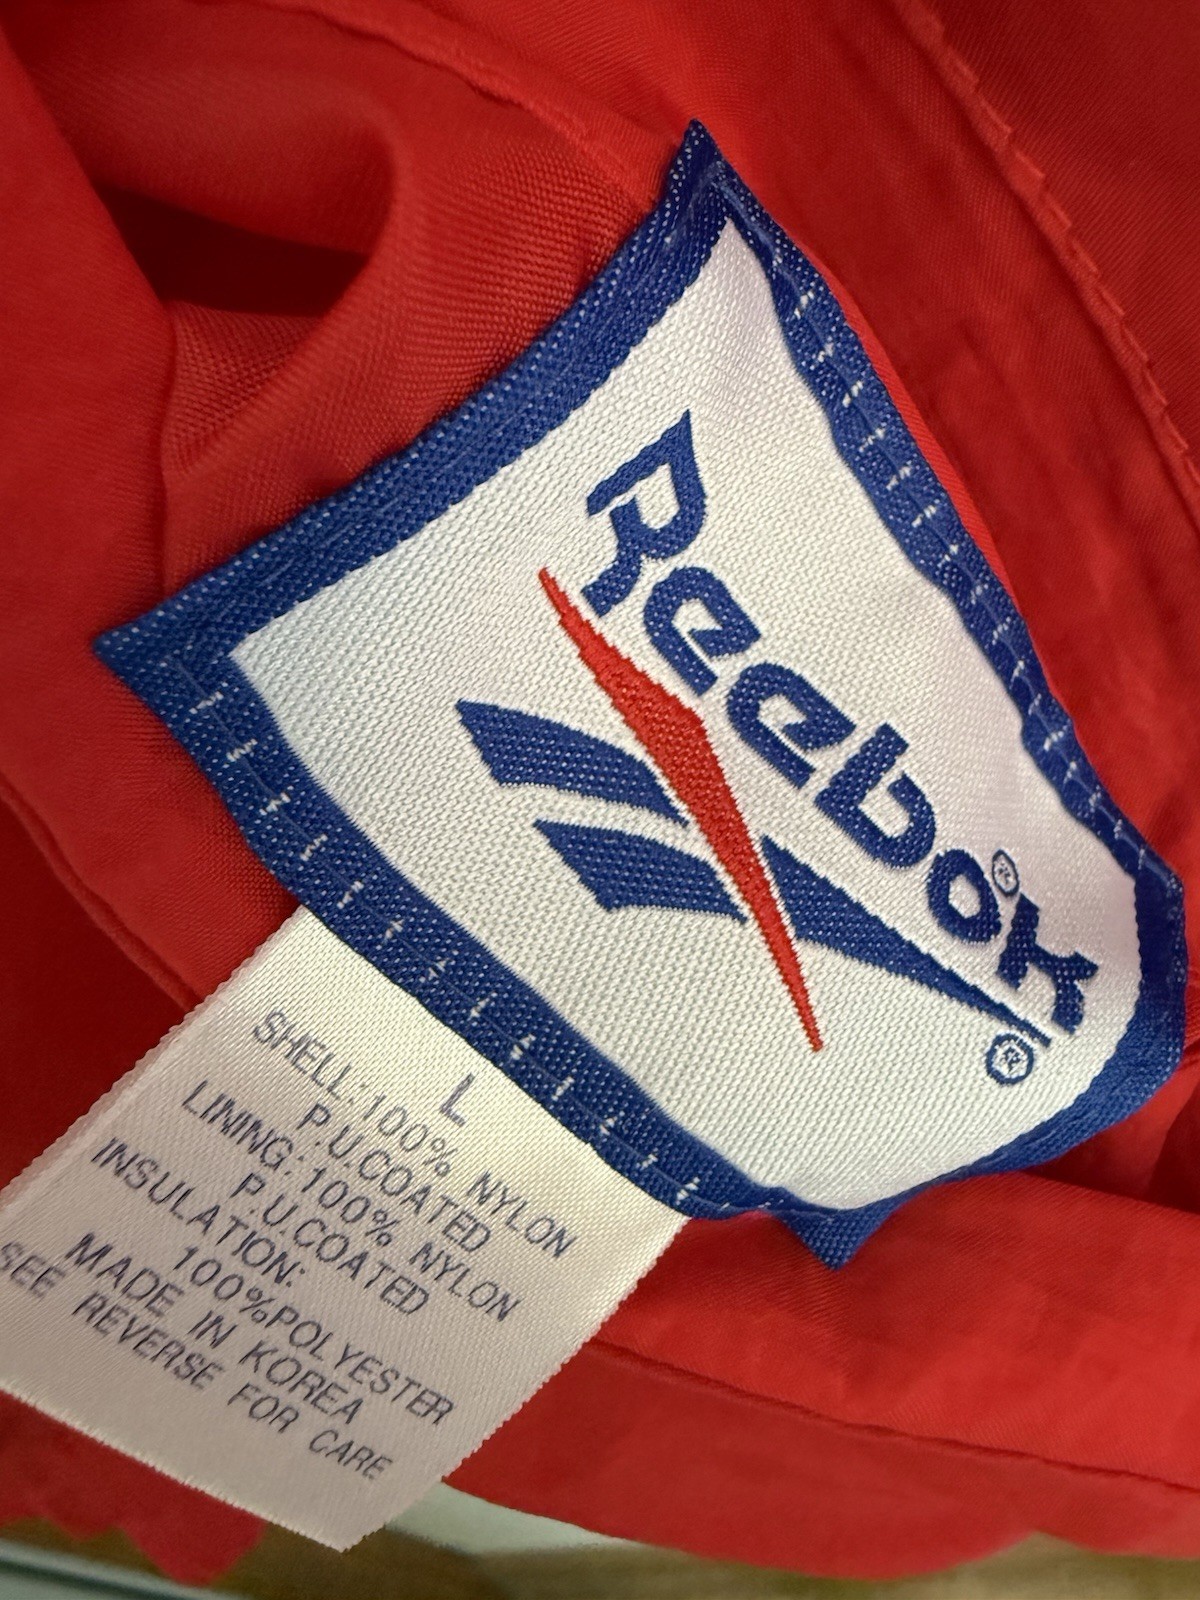 Reebok®
®
L
SHELL:100% NYLON
P.U.COATED
LINING:100% NYLON
P.U.COATED
INSULATION:
100%POLYESTER
MADE IN KOREA
SEE REVERSE FOR CARE